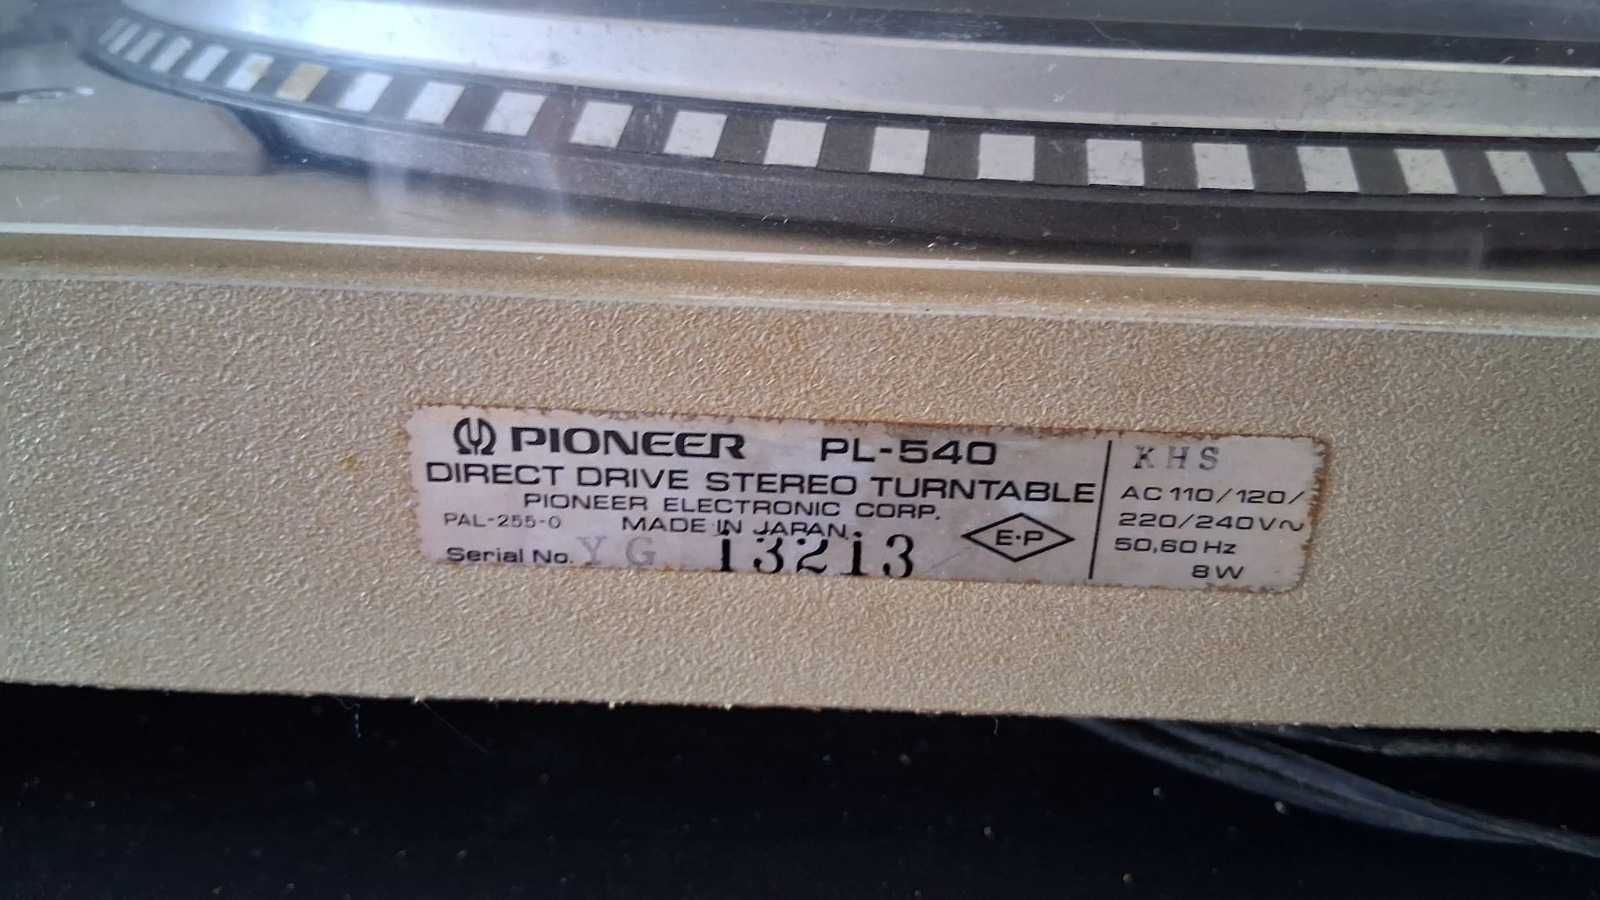 PIONEER PL-540
DIRECT DRIVE STEREO TURNTABLE
PIONEER ELECTRONIC CORP.
PAL-255-0 MADE IN JAPAN.
Serial No. YG 13213
E·P
KHS
AC 110/120/
220/240V~
50,60 Hz
8W